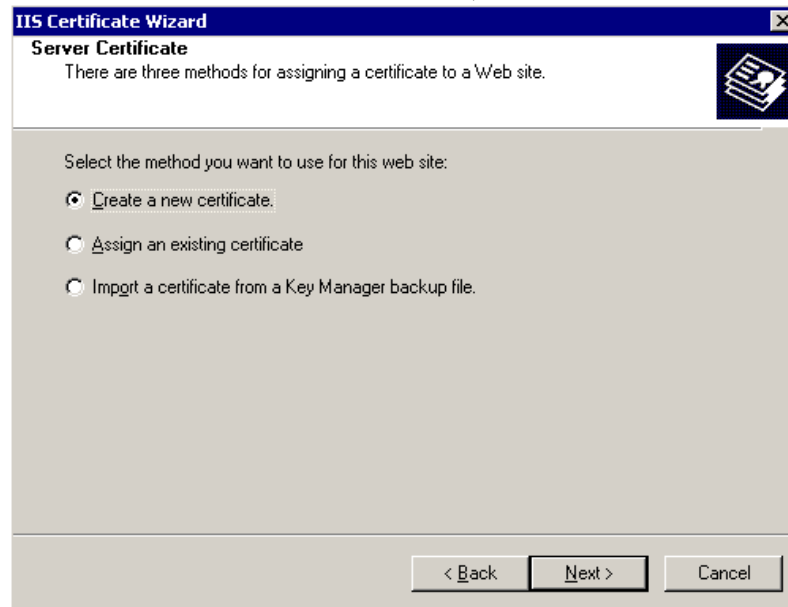 IIS Certificate Wizard
Server Certificate
There are three methods for assigning a certificate to a Web site.
Select the method you want to use for this web site:
Create a new certificate.
Assign an existing certificate
Import a certificate from a Key Manager backup file.
< Back
Next >
Cancel